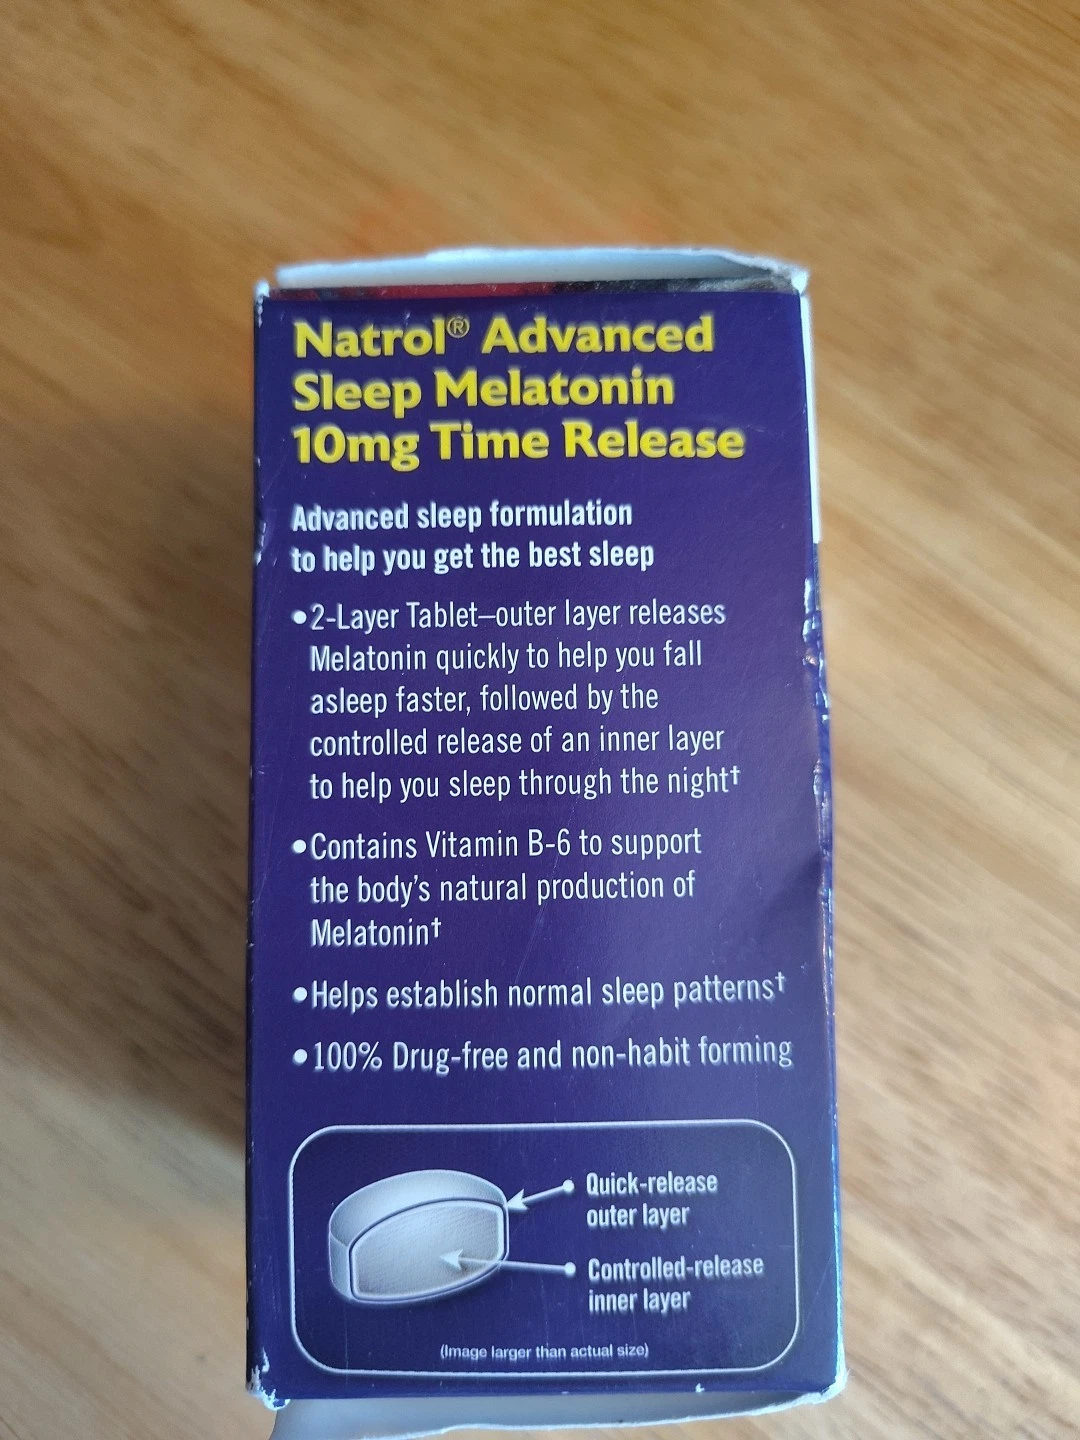 Natrol® Advanced
Sleep Melatonin
10mg Time Release
Advanced sleep formulation
to help you get the best sleep
•2-Layer Tablet—outer layer releases
Melatonin quickly to help you fall
asleep faster, followed by the
controlled release of an inner layer
to help you sleep through the night†
•Contains Vitamin B-6 to support
the body's natural production of
Melatonin†
•Helps establish normal sleep patterns†
•100% Drug-free and non-habit forming
Quick-release
outer layer
Controlled-release
inner layer
(Image larger than actual size)